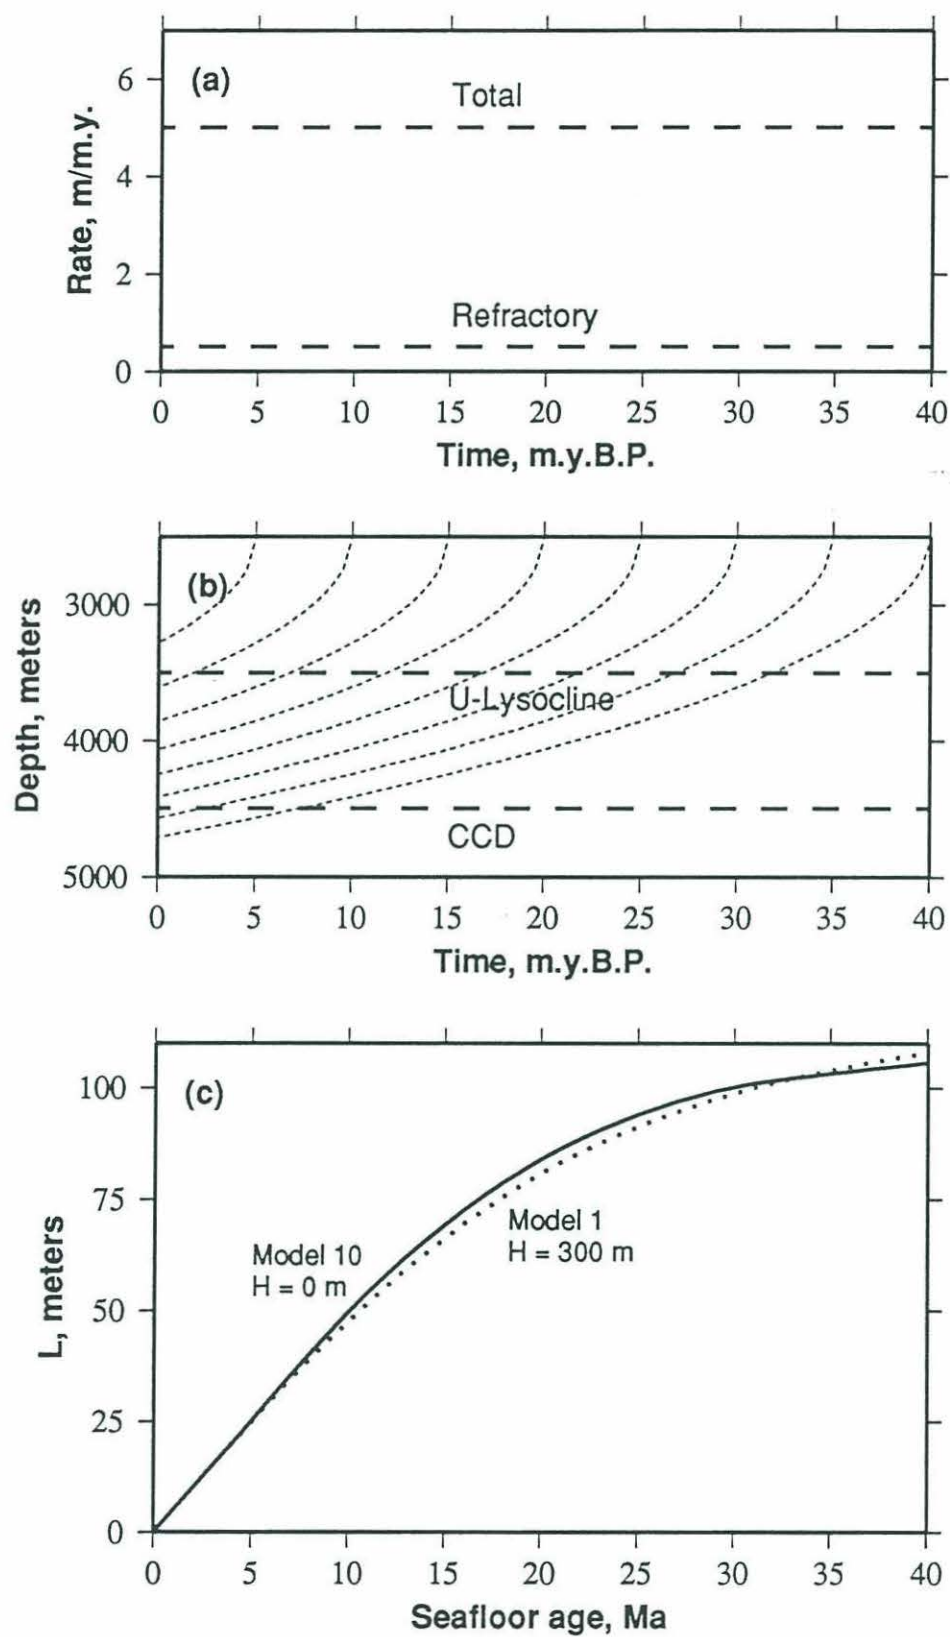 (a)
Total
Refractory
Rate, m/m.y.
6
4
2
0
0 5 10 15 20 25 30 35 40
Time, m.y.B.P.
(b)
U-Lysocline
CCD
Depth, meters
3000
4000
5000
0 5 10 15 20 25 30 35 40
Time, m.y.B.P.
(c)
Model 10
H = 0 m
Model 1
H = 300 m
L, meters
100
75
50
25
0
0 5 10 15 20 25 30 35 40
Seafloor age, Ma